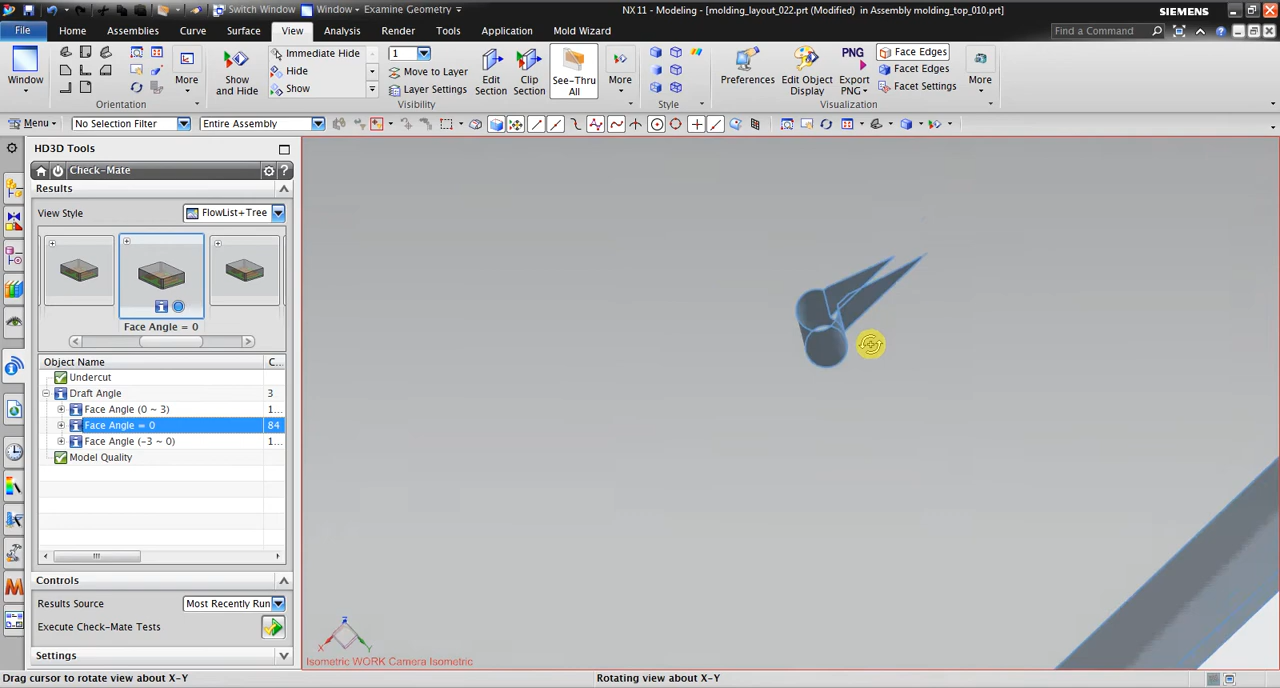 Switch Window Window Examine Geometry NX 11 - Modeling - [molding_layout_022.prt (Modified) in Assembly molding_top_010.prt] SIEMENS
File Home Assemblies Curve Surface View Analysis Render Tools Application Mold Wizard Find a Command
Window
Orientation
More
Show and Hide
Immediate Hide
Hide
Show
1
Move to Layer
Layer Settings
Visibility
Edit Section
Clip Section
See-Thru All
More
Style
Preferences
Edit Object Display
PNG
Export PNG
Face Edges
Facet Edges
Facet Settings
Visualization
More
Menu No Selection Filter Entire Assembly
HD3D Tools
Check-Mate
Results
View Style FlowList+Tree
Face Angle = 0
Object Name C...
Undercut
Draft Angle 3
Face Angle (0 ~ 3) 1...
Face Angle = 0 84
Face Angle (-3 ~ 0) 1...
Model Quality
Controls
Results Source Most Recently Run
Execute Check-Mate Tests
Settings
Z
X
Y
Isometric WORK Camera Isometric
Drag cursor to rotate view about X-Y Rotating view about X-Y